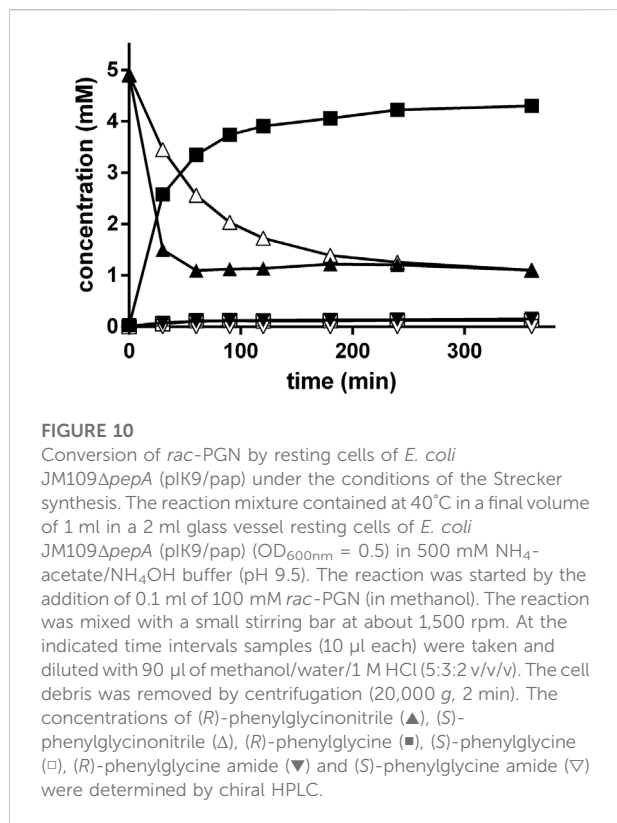 5
4
3
2
1
0
concentration (mM)
0 100 200 300
time (min)
FIGURE 10
Conversion of rac-PGN by resting cells of E. coli
JM109ΔpepA (pIK9/pap) under the conditions of the Strecker
synthesis. The reaction mixture contained at 40°C in a final volume
of 1 ml in a 2 ml glass vessel resting cells of E. coli
JM109ΔpepA (pIK9/pap) (OD600nm = 0.5) in 500 mM NH4-
acetate/NH4OH buffer (pH 9.5). The reaction was started by the
addition of 0.1 ml of 100 mM rac-PGN (in methanol). The reaction
was mixed with a small stirring bar at about 1,500 rpm. At the
indicated time intervals samples (10 µl each) were taken and
diluted with 90 µl of methanol/water/1 M HCl (5:3:2 v/v/v). The cell
debris was removed by centrifugation (20,000 g, 2 min). The
concentrations of (R)-phenylglycinonitrile (▲), (S)-
phenylglycinonitrile (Δ), (R)-phenylglycine (■), (S)-phenylglycine
(□), (R)-phenylglycine amide (▼) and (S)-phenylglycine amide (▽)
were determined by chiral HPLC.